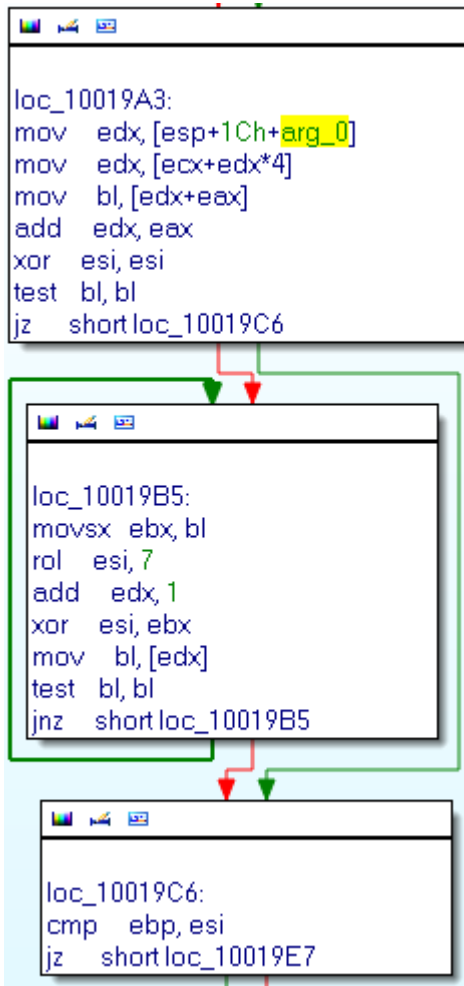 loc_10019A3:
mov edx, [esp+1Ch+arg_0]
mov edx, [ecx+edx*4]
mov bl, [edx+eax]
add edx, eax
xor esi, esi
test bl, bl
jz short loc_10019C6
loc_10019B5:
movsx ebx, bl
rol esi, 7
add edx, 1
xor esi, ebx
mov bl, [edx]
test bl, bl
jnz short loc_10019B5
loc_10019C6:
cmp ebp, esi
jz short loc_10019E7